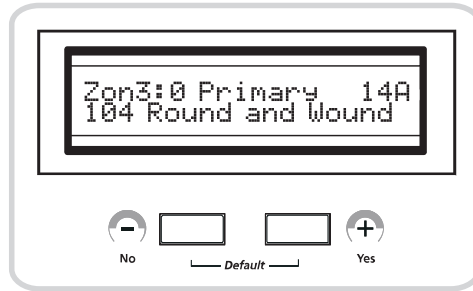 Zon3:0 Primary 14A
104 Round and Wound
- +
No Default Yes